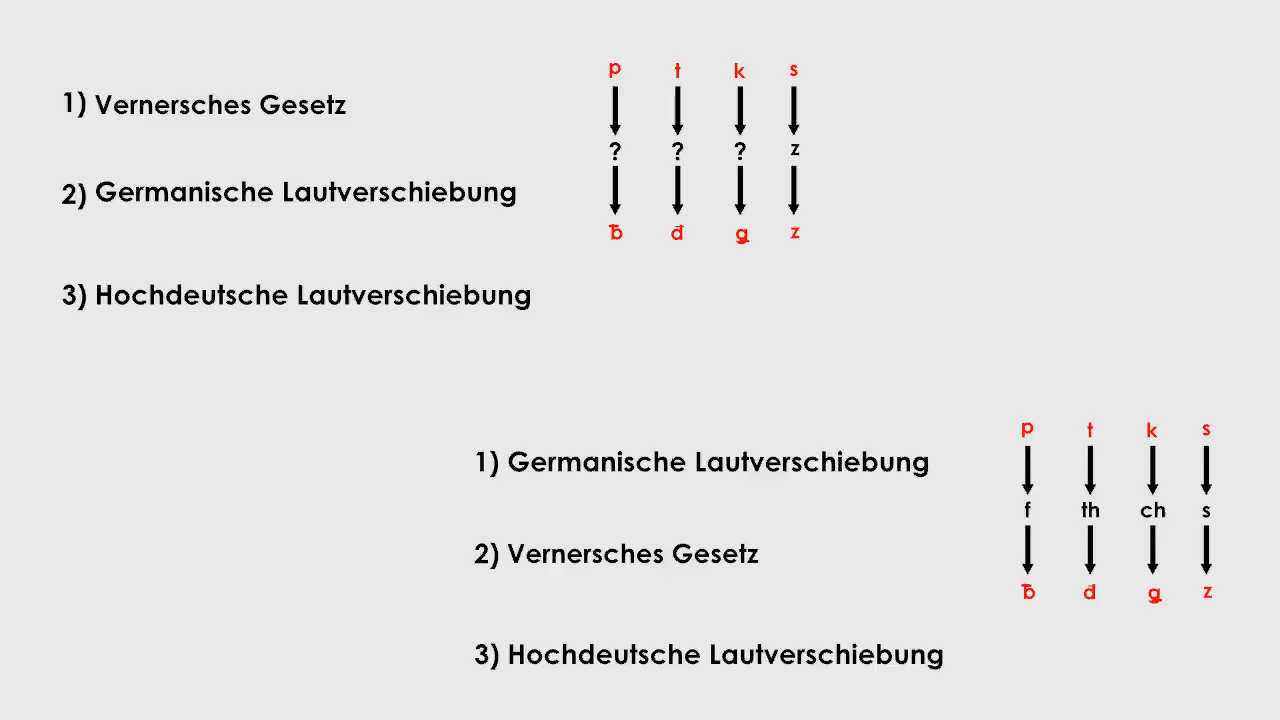 p t k s
1) Vernersches Gesetz
? ? ? z
2) Germanische Lautverschiebung
ƀ đ g z
3) Hochdeutsche Lautverschiebung
p t k s
1) Germanische Lautverschiebung
f th ch s
2) Vernersches Gesetz
ƀ đ g z
3) Hochdeutsche Lautverschiebung